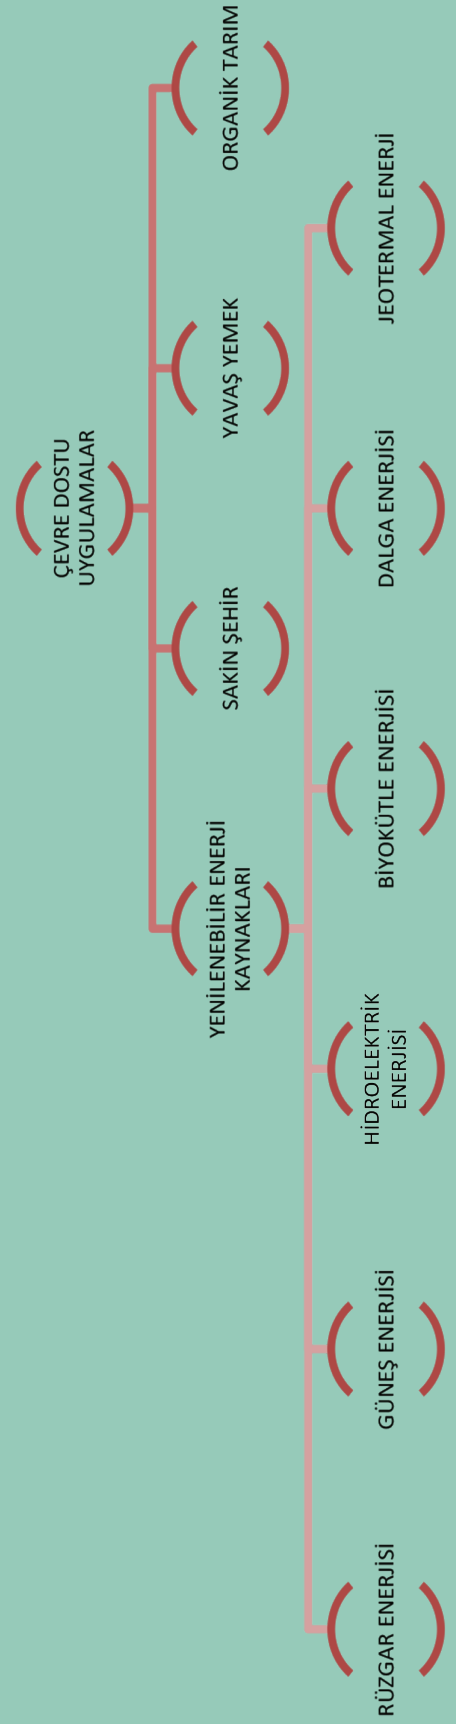 ÇEVRE DOSTU
UYGULAMALAR
YENİLENEBİLİR ENERJİ
KAYNAKLARI
SAKİN ŞEHİR
YAVAŞ YEMEK
ORGANİK TARIM
RÜZGAR ENERJİSİ
GÜNEŞ ENERJİSİ
HİDROELEKTRİK
ENERJİSİ
BİYOKÜTLE ENERJİSİ
DALGA ENERJİSİ
JEOTERMAL ENERJİ